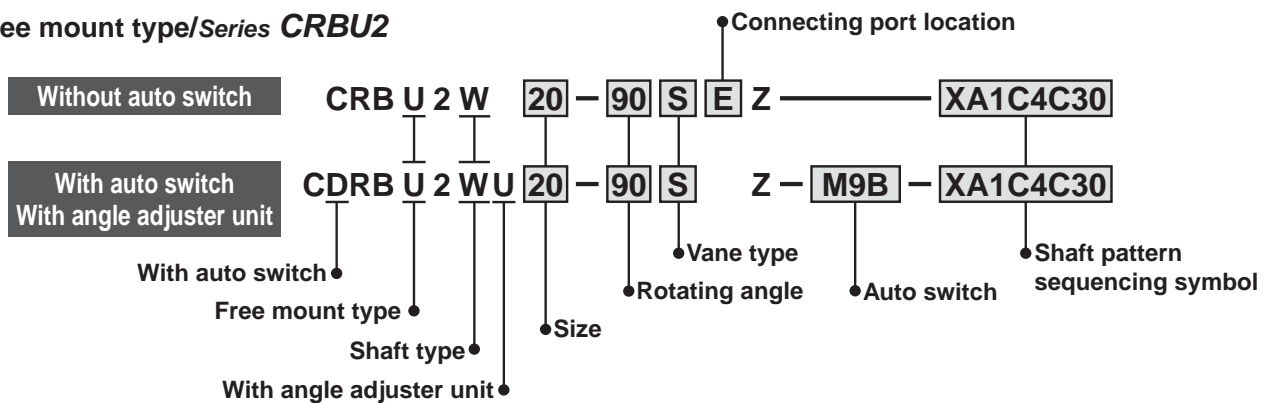 ee mount type/Series CRBU2
Connecting port location
Without auto switch
CRB U 2 W 20 – 90 S E Z — XA1C4C30
With auto switch
With angle adjuster unit
CDRB U 2 W U 20 – 90 S Z – M9B – XA1C4C30
With auto switch
Free mount type
Shaft type
With angle adjuster unit
Size
Rotating angle
Vane type
Auto switch
Shaft pattern
sequencing symbol